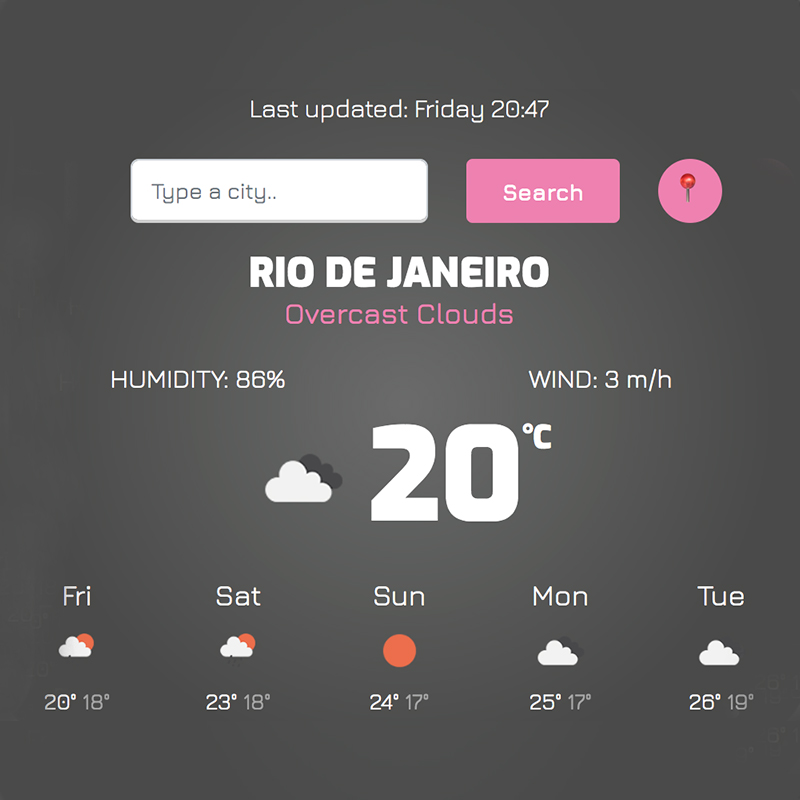 Last updated: Friday 20:47
Type a city..
Search
RIO DE JANEIRO
Overcast Clouds
HUMIDITY: 86%
WIND: 3 m/h
20°C
Fri
Sat
Sun
Mon
Tue
20° 18°
23° 18°
24° 17°
25° 17°
26° 19°